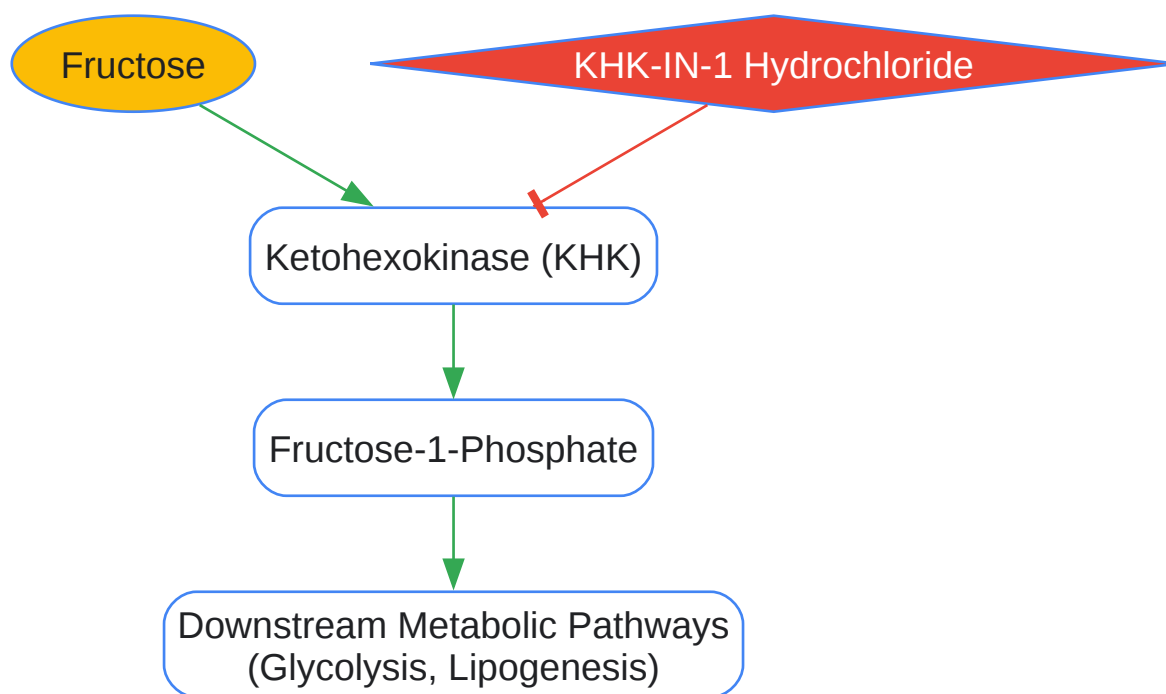 Fructose
KHK-IN-1 Hydrochloride
Ketohexokinase (KHK)
Fructose-1-Phosphate
Downstream Metabolic Pathways
(Glycolysis, Lipogenesis)